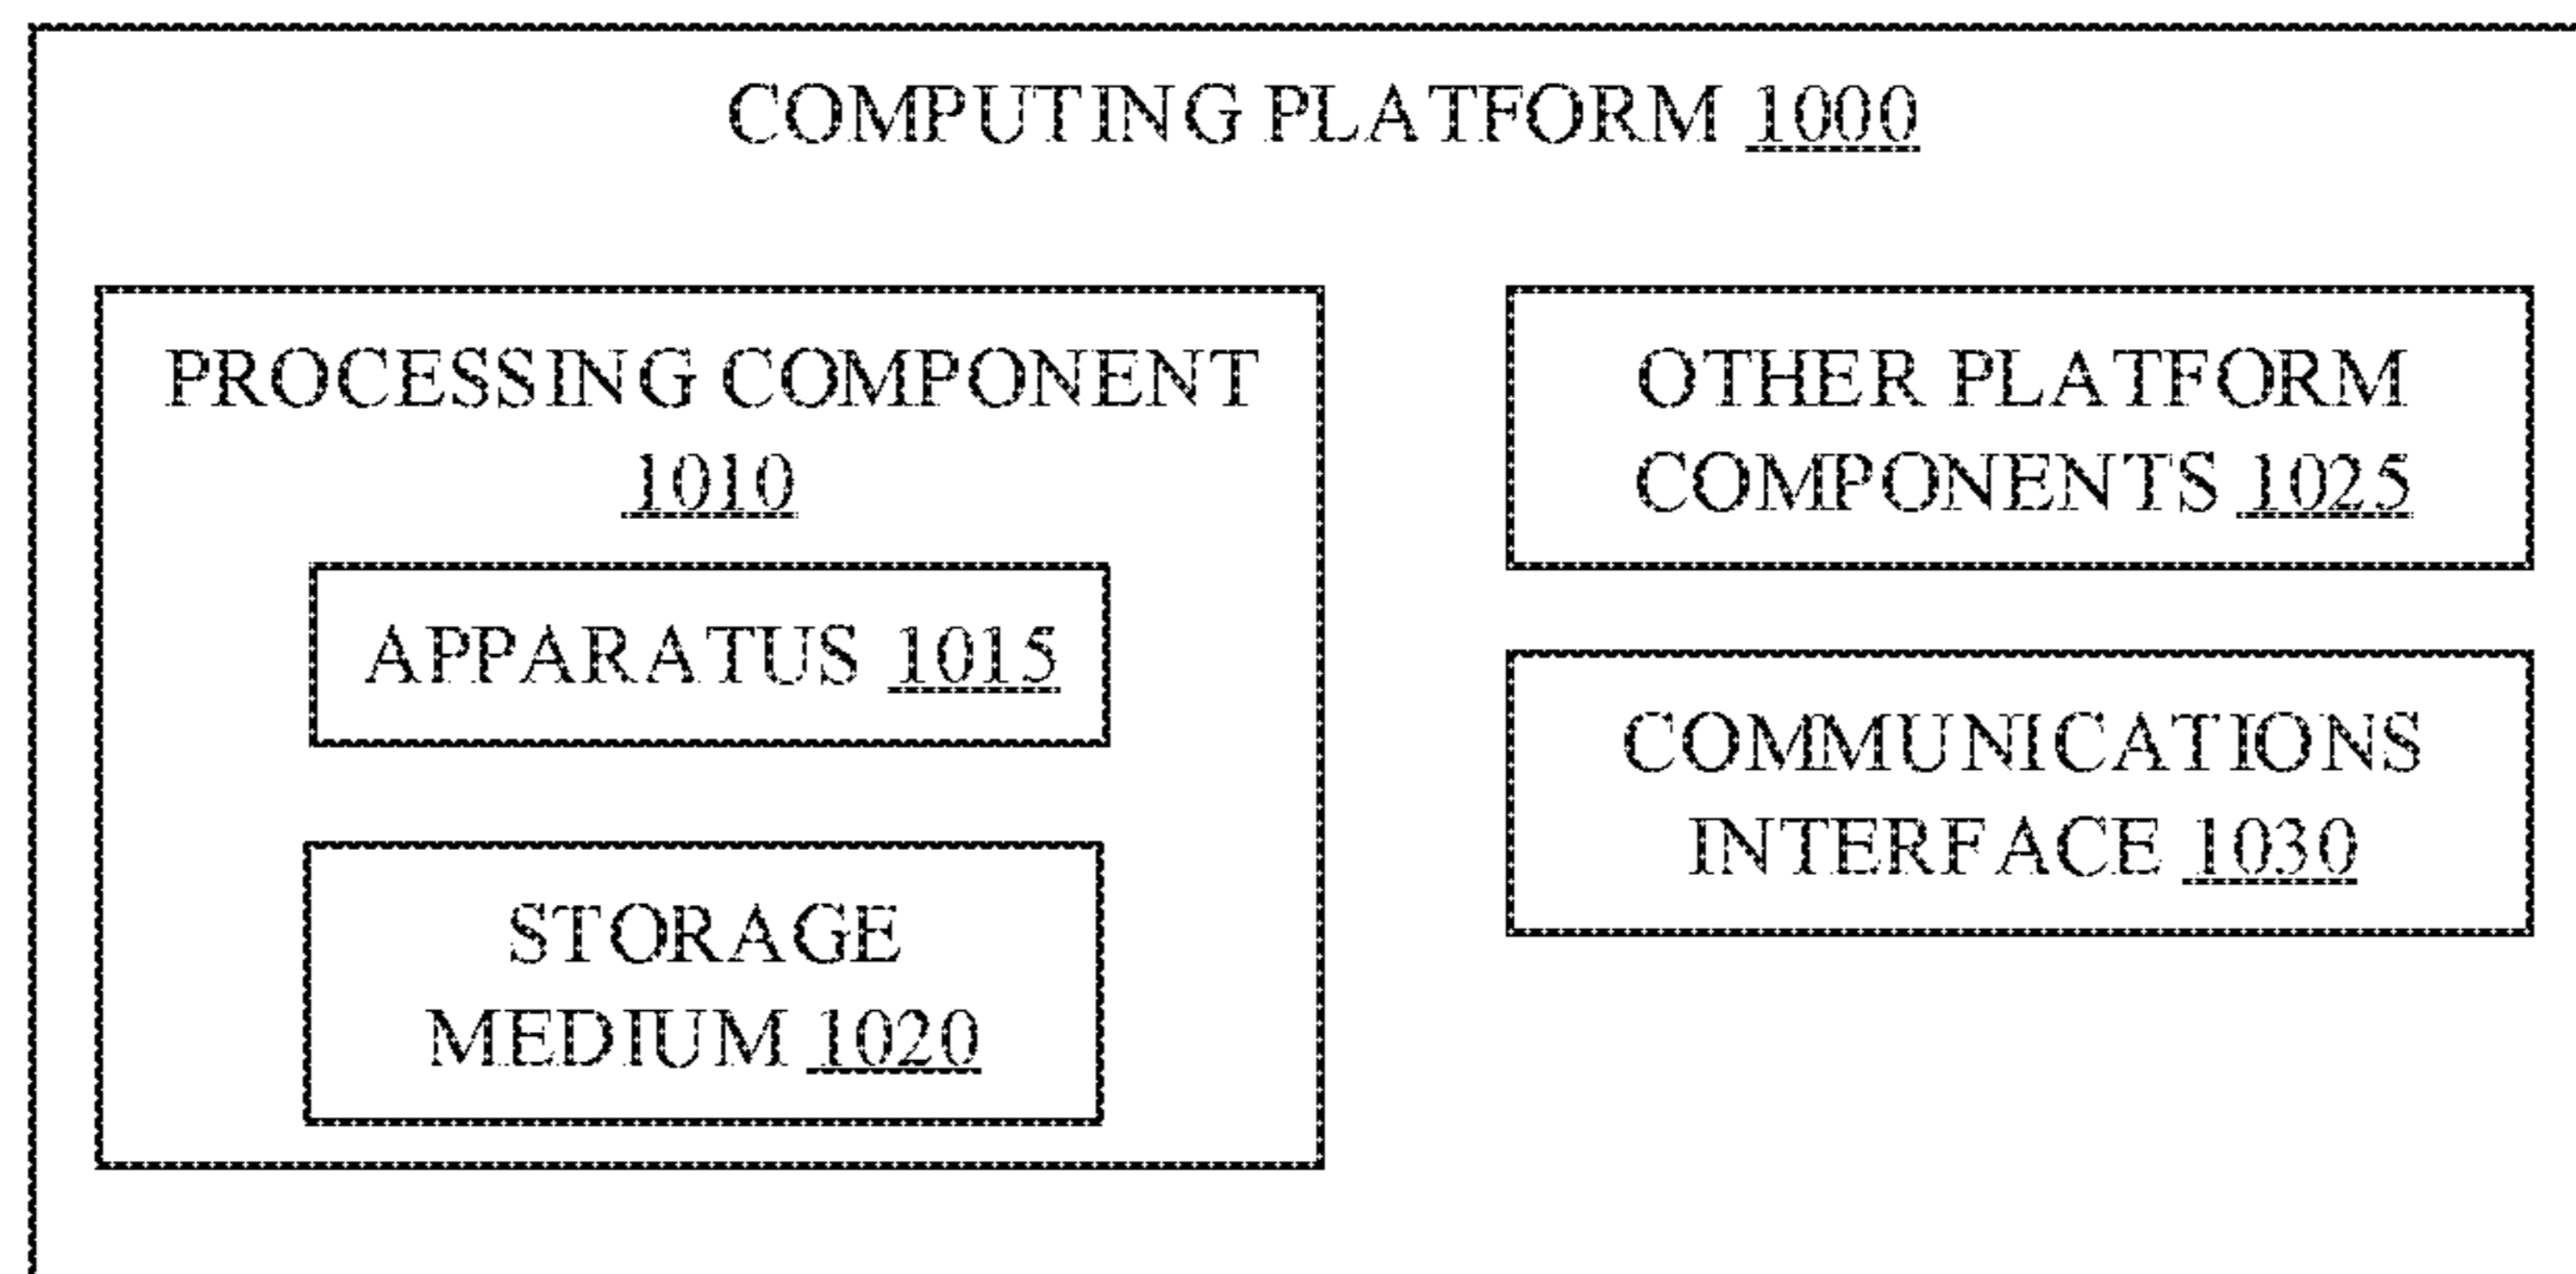 COMPUTING PLATFORM 1000
PROCESSING COMPONENT
1010
APPARATUS 1015
STORAGE
MEDIUM 1020
OTHER PLATFORM
COMPONENTS 1025
COMMUNICATIONS
INTERFACE 1030